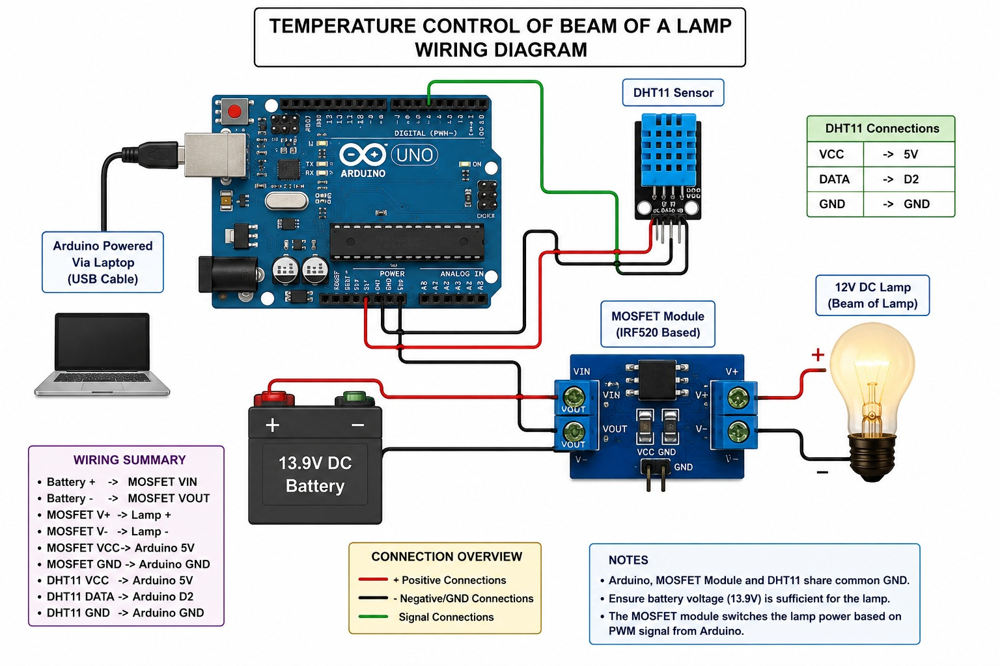 TEMPERATURE CONTROL OF BEAM OF A LAMP
WIRING DIAGRAM
DHT11 Sensor
DHT11 Connections
VCC -> 5V
DATA -> D2
GND -> GND
DIGITAL (PWM~)
UNO
ARDUINO
TX
RX
ON
POWER
ANALOG IN
Arduino Powered
Via Laptop
(USB Cable)
MOSFET Module
(IRF520 Based)
12V DC Lamp
(Beam of Lamp)
VIN
VIN
VOUT
VOUT
VOUT
V-
V+
V+
V-
V-
VCC GND
GND
+
−
+ −
13.9V DC
Battery
WIRING SUMMARY
• Battery + -> MOSFET VIN
• Battery - -> MOSFET VOUT
• MOSFET V+ -> Lamp +
• MOSFET V- -> Lamp -
• MOSFET VCC-> Arduino 5V
• MOSFET GND -> Arduino GND
• DHT11 VCC -> Arduino 5V
• DHT11 DATA -> Arduino D2
• DHT11 GND -> Arduino GND
CONNECTION OVERVIEW
+ Positive Connections
- Negative/GND Connections
Signal Connections
NOTES
• Arduino, MOSFET Module and DHT11 share common GND.
• Ensure battery voltage (13.9V) is sufficient for the lamp.
• The MOSFET module switches the lamp power based on
PWM signal from Arduino.